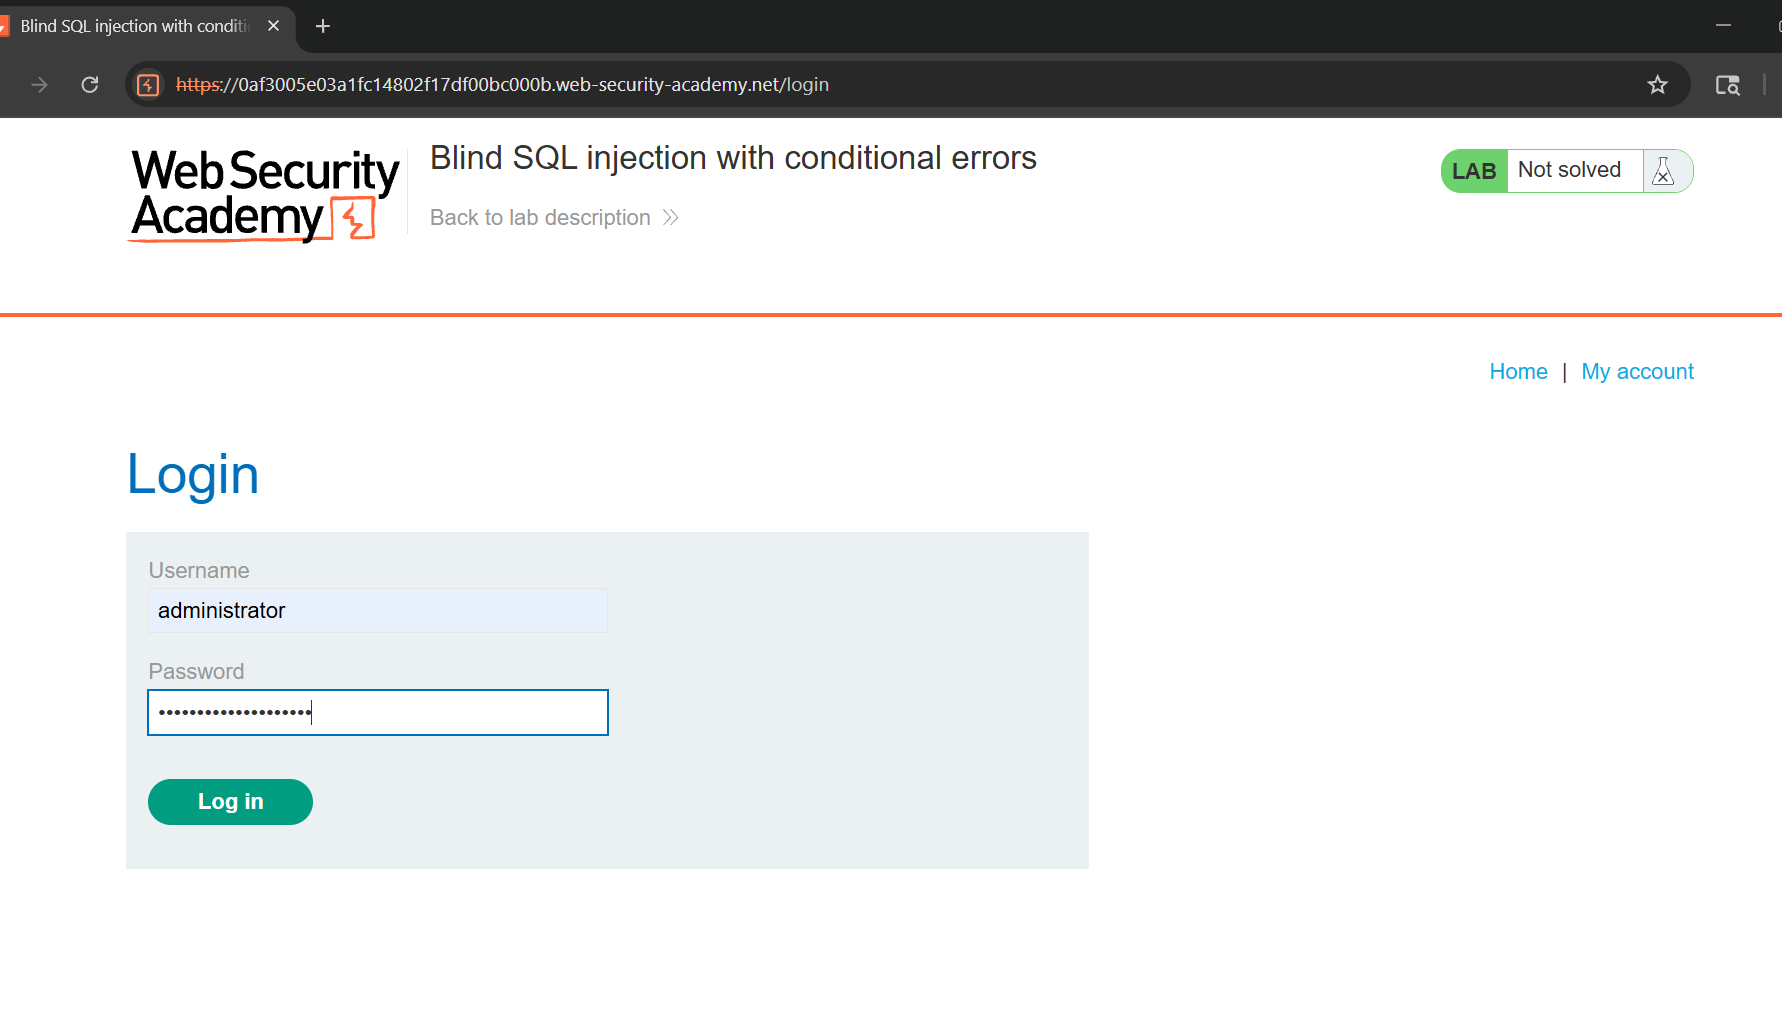 Blind SQL injection with conditi
https://0af3005e03a1fc14802f17df00bc000b.web-security-academy.net/login
Web Security
Academy
Blind SQL injection with conditional errors
Back to lab description
LAB Not solved
Home | My account
Login
Username
administrator
Password
••••••••••••••••••••
Log in